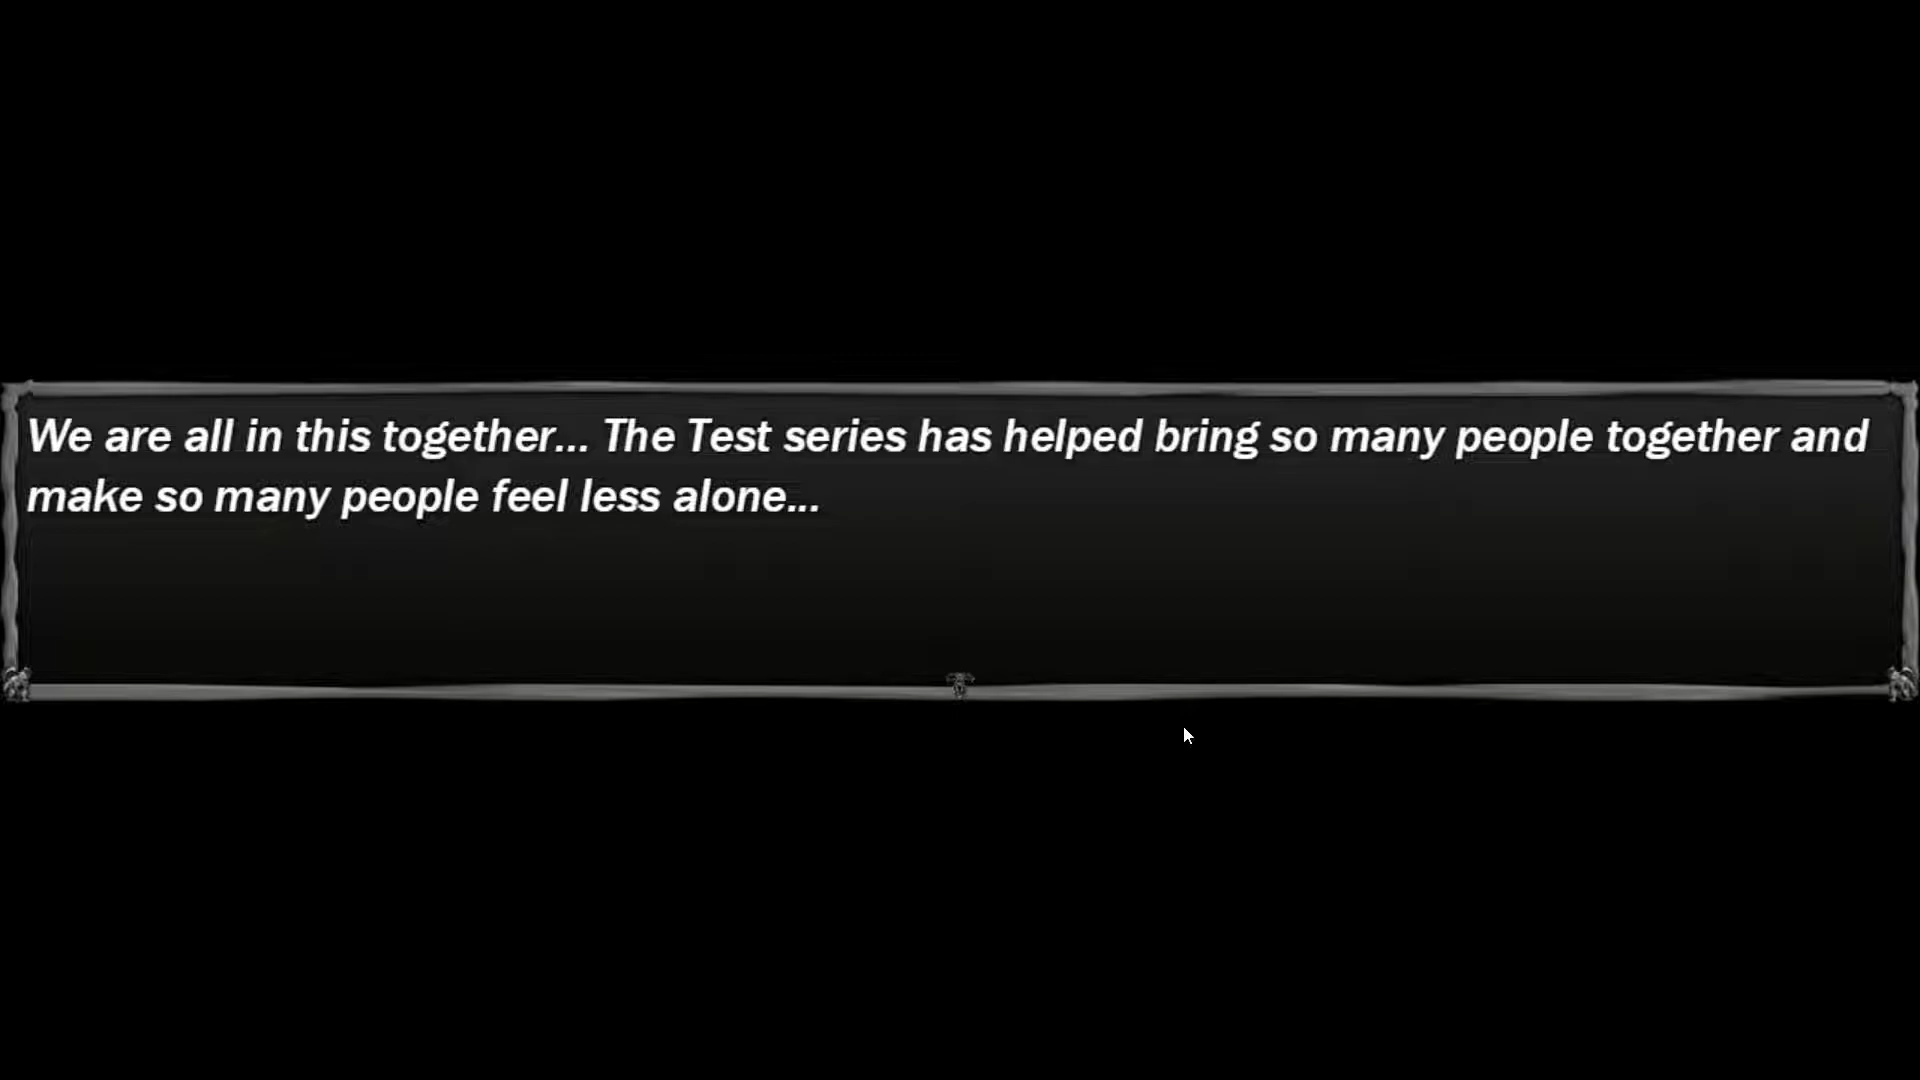 We are all in this together... The Test series has helped bring so many people together and
make so many people feel less alone...